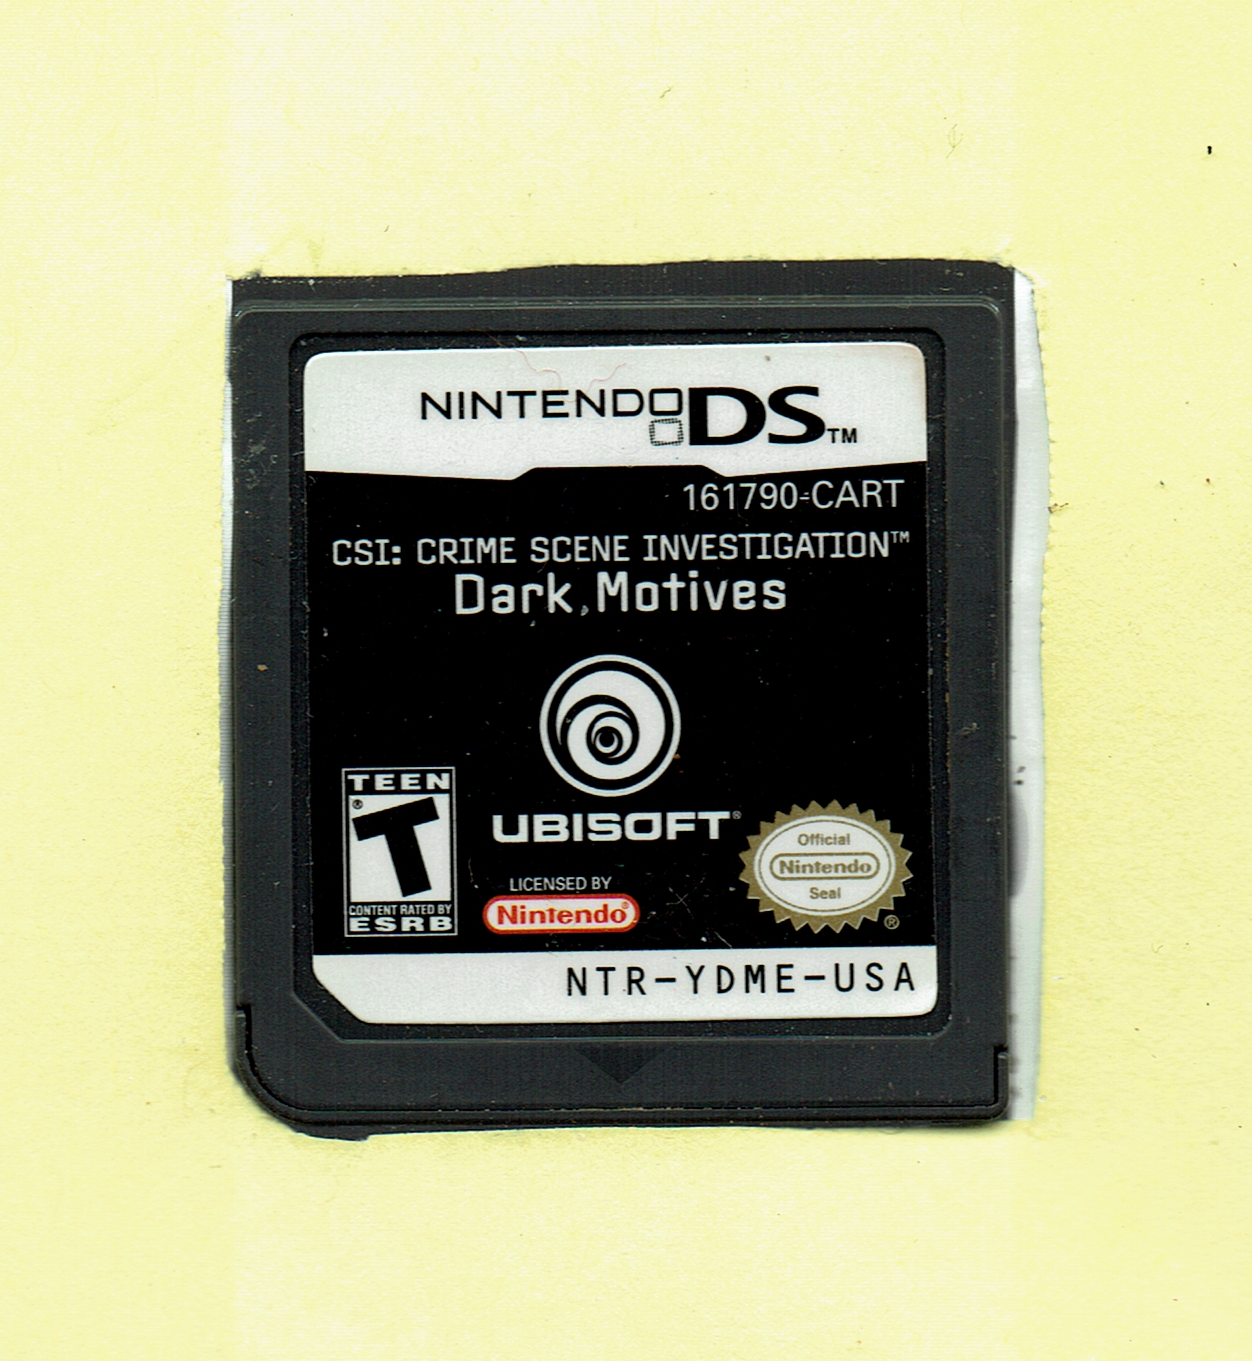 NINTENDO DS™
161790-CART
CSI: CRIME SCENE INVESTIGATION™
Dark Motives
TEEN
T®
CONTENT RATED BY
ESRB
UBISOFT®
LICENSED BY
Nintendo®
Official
Nintendo
Seal
®
NTR-YDME-USA